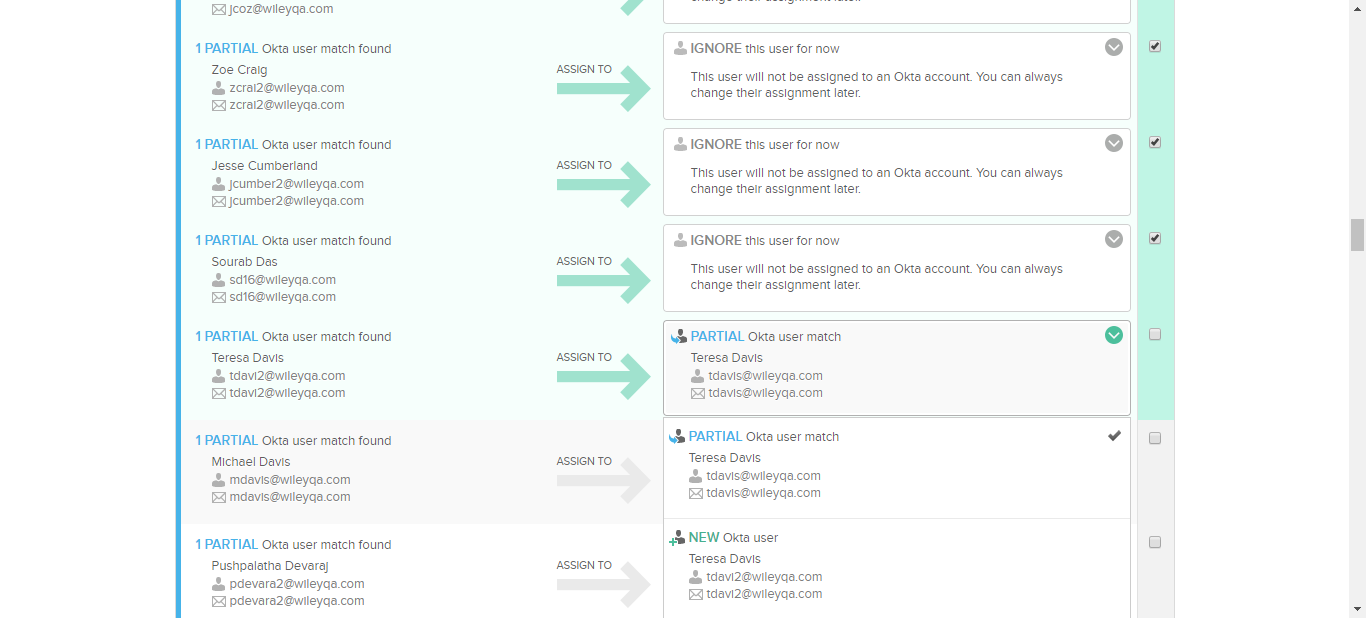 jcoz@wileyqa.com
change their assignment later.
1 PARTIAL Okta user match found
Zoe Craig
zcrai2@wileyqa.com
zcrai2@wileyqa.com
ASSIGN TO
IGNORE this user for now
This user will not be assigned to an Okta account. You can always
change their assignment later.
1 PARTIAL Okta user match found
Jesse Cumberland
jcumber2@wileyqa.com
jcumber2@wileyqa.com
ASSIGN TO
IGNORE this user for now
This user will not be assigned to an Okta account. You can always
change their assignment later.
1 PARTIAL Okta user match found
Sourab Das
sd16@wileyqa.com
sd16@wileyqa.com
ASSIGN TO
IGNORE this user for now
This user will not be assigned to an Okta account. You can always
change their assignment later.
1 PARTIAL Okta user match found
Teresa Davis
tdavi2@wileyqa.com
tdavi2@wileyqa.com
ASSIGN TO
PARTIAL Okta user match
Teresa Davis
tdavis@wileyqa.com
tdavis@wileyqa.com
1 PARTIAL Okta user match found
Michael Davis
mdavis@wileyqa.com
mdavis@wileyqa.com
ASSIGN TO
PARTIAL Okta user match
Teresa Davis
tdavis@wileyqa.com
tdavis@wileyqa.com
1 PARTIAL Okta user match found
Pushpalatha Devaraj
pdevara2@wileyqa.com
pdevara2@wileyqa.com
ASSIGN TO
NEW Okta user
Teresa Davis
tdavi2@wileyqa.com
tdavi2@wileyqa.com